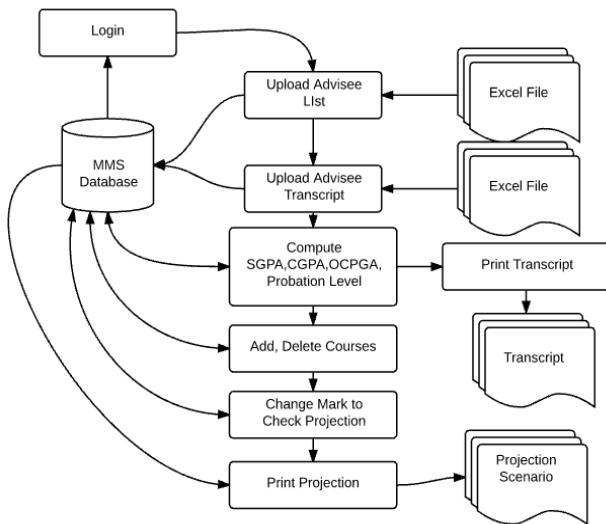 Login
Upload Advisee
LIst
Excel File
MMS
Database
Upload Advisee
Transcript
Excel File
Compute
SGPA,CGPA,OCPGA,
Probation Level
Print Transcript
Add, Delete Courses
Transcript
Change Mark to
Check Projection
Print Projection
Projection
Scenario